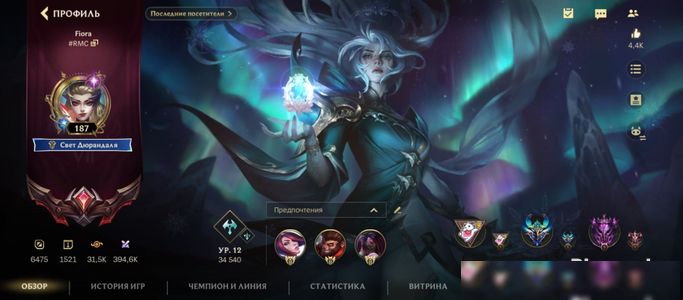 ПРОФИЛЬ
Последние посетители
Fiora
#RMC
4,4K
187
Свет Дюрандаля
VII
Предпочтения
УР. 12
34 540
6475
1521
31,5K
394,6K
ОБЗОР
ИСТОРИЯ ИГР
ЧЕМПИОН И ЛИНИЯ
СТАТИСТИКА
ВИТРИНА